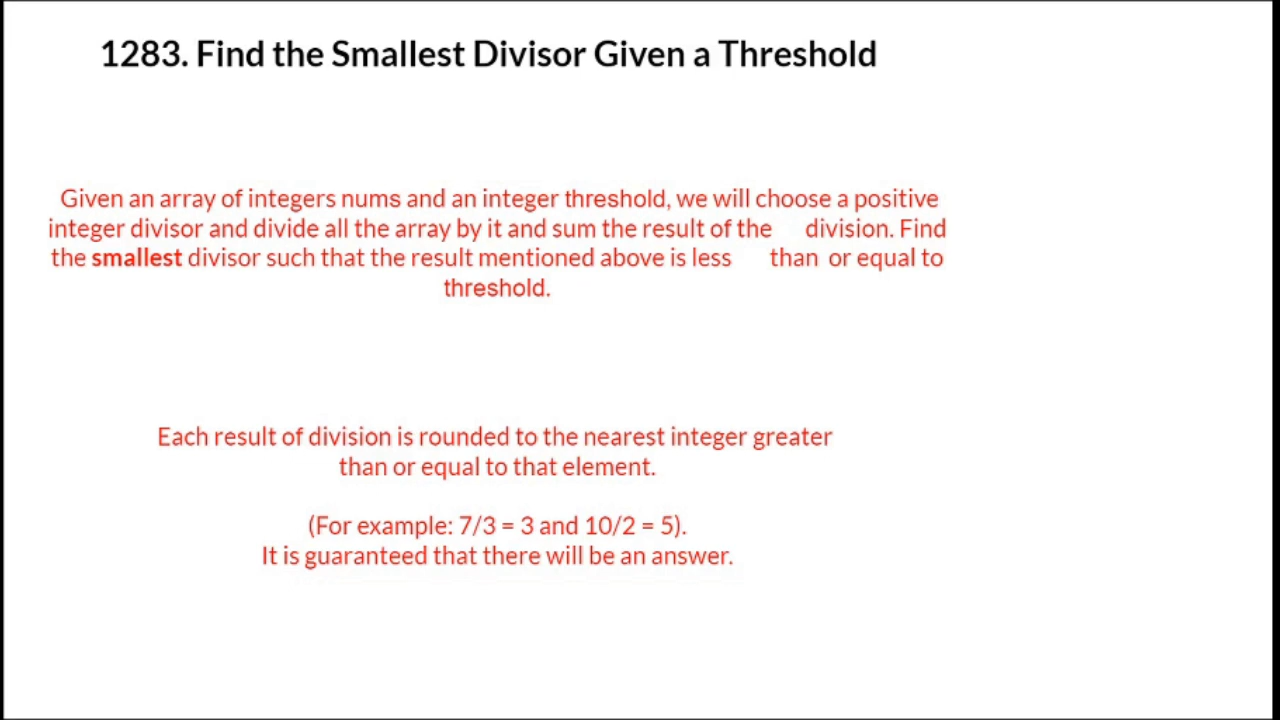 1283. Find the Smallest Divisor Given a Threshold
Given an array of integers nums and an integer threshold, we will choose a positive
integer divisor and divide all the array by it and sum the result of the division. Find
the smallest divisor such that the result mentioned above is less than or equal to
threshold.
Each result of division is rounded to the nearest integer greater
than or equal to that element.
(For example: 7/3 = 3 and 10/2 = 5).
It is guaranteed that there will be an answer.